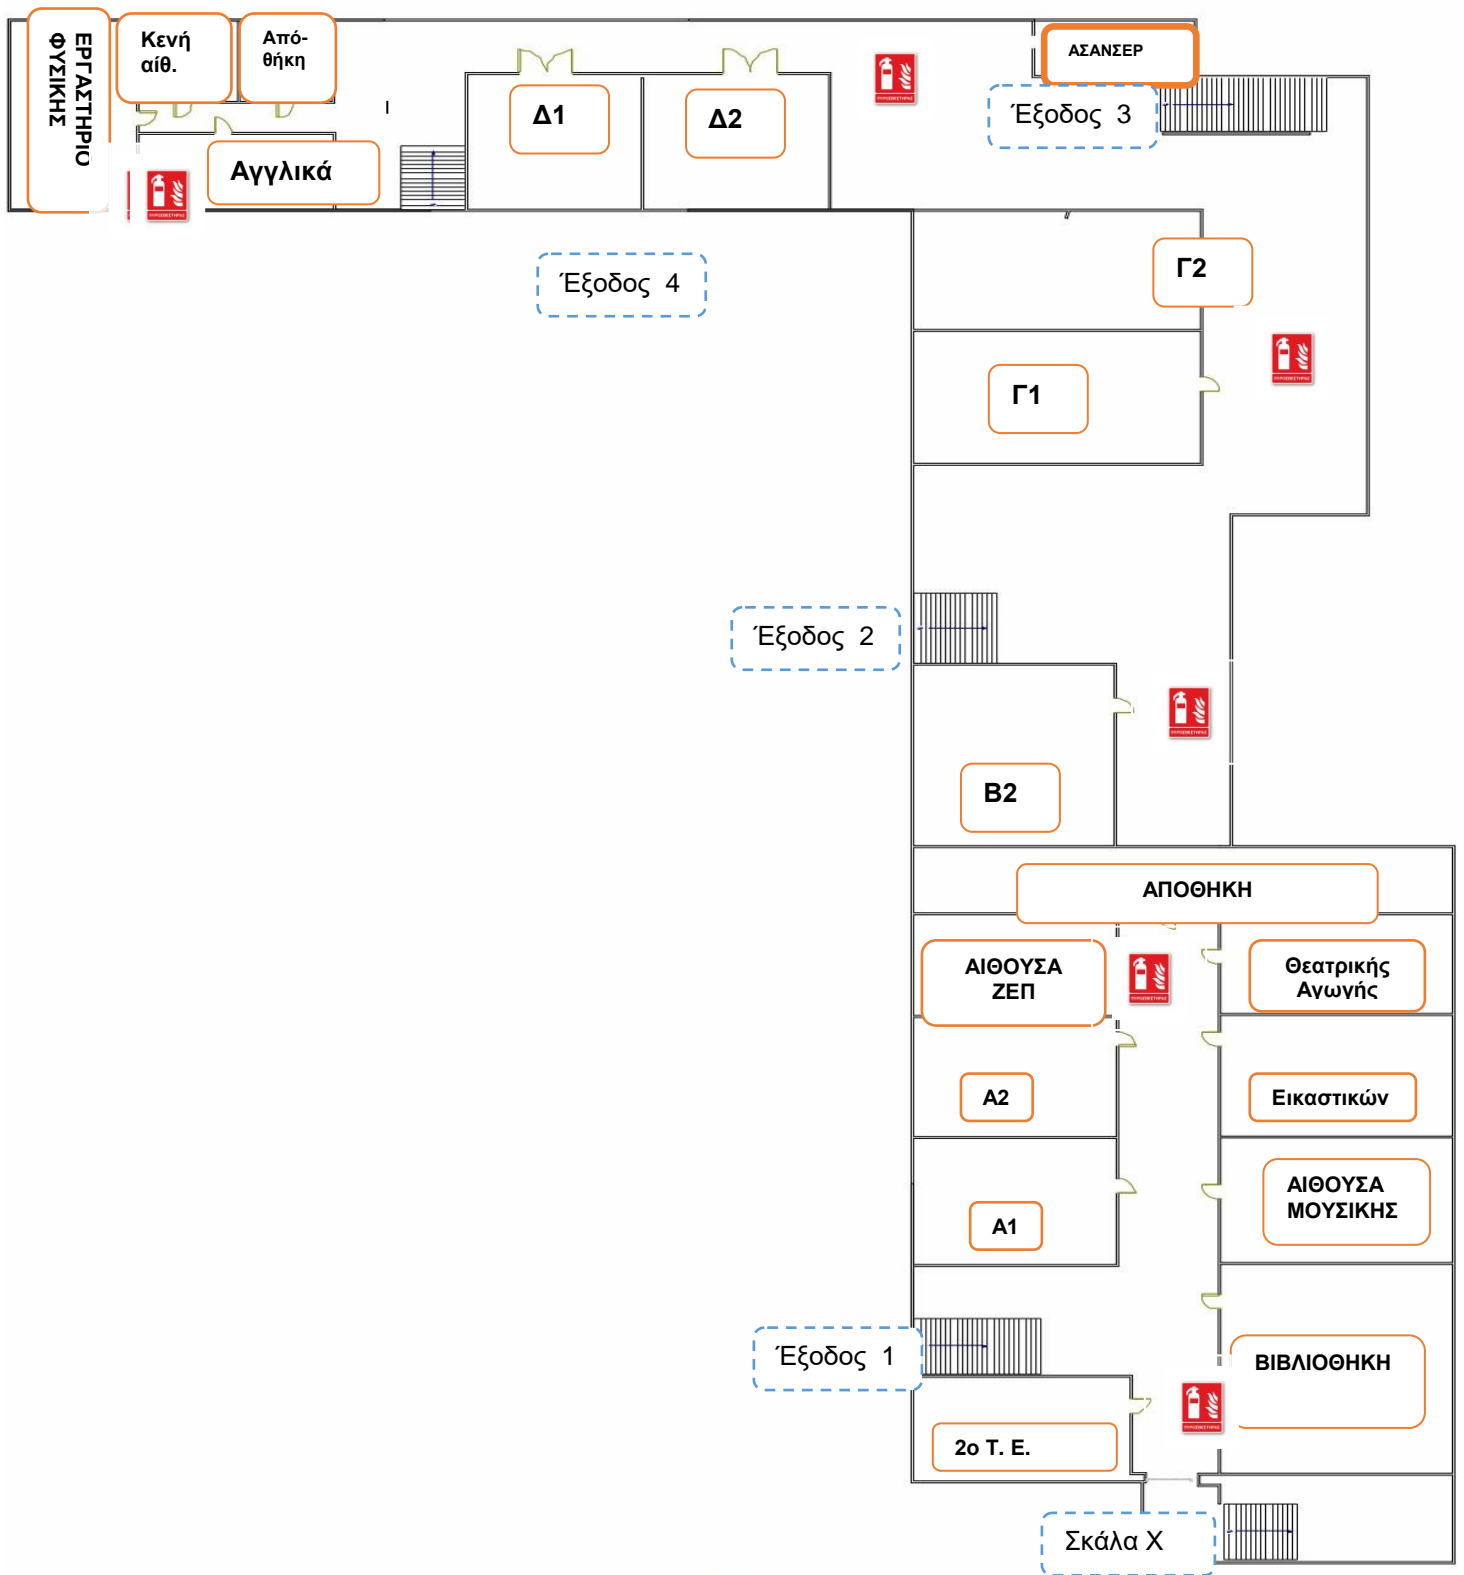 ΕΡΓΑΣΤΗΡΙΟ
ΦΥΣΙΚΗΣ
Κενή
αίθ.
Από-
θήκη
Αγγλικά
Δ1
Δ2
ΑΣΑΝΣΕΡ
Έξοδος 3
Έξοδος 4
Γ2
Γ1
Έξοδος 2
Β2
ΑΠΟΘΗΚΗ
ΑΙΘΟΥΣΑ
ΖΕΠ
Θεατρικής
Αγωγής
Α2
Εικαστικών
Α1
ΑΙΘΟΥΣΑ
ΜΟΥΣΙΚΗΣ
Έξοδος 1
ΒΙΒΛΙΟΘΗΚΗ
2ο Τ. Ε.
Σκάλα Χ